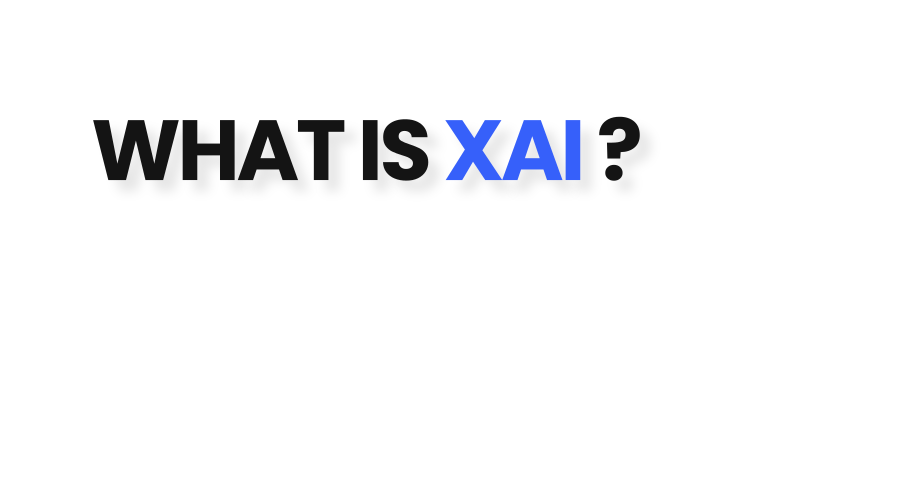 WHAT IS XAI ?